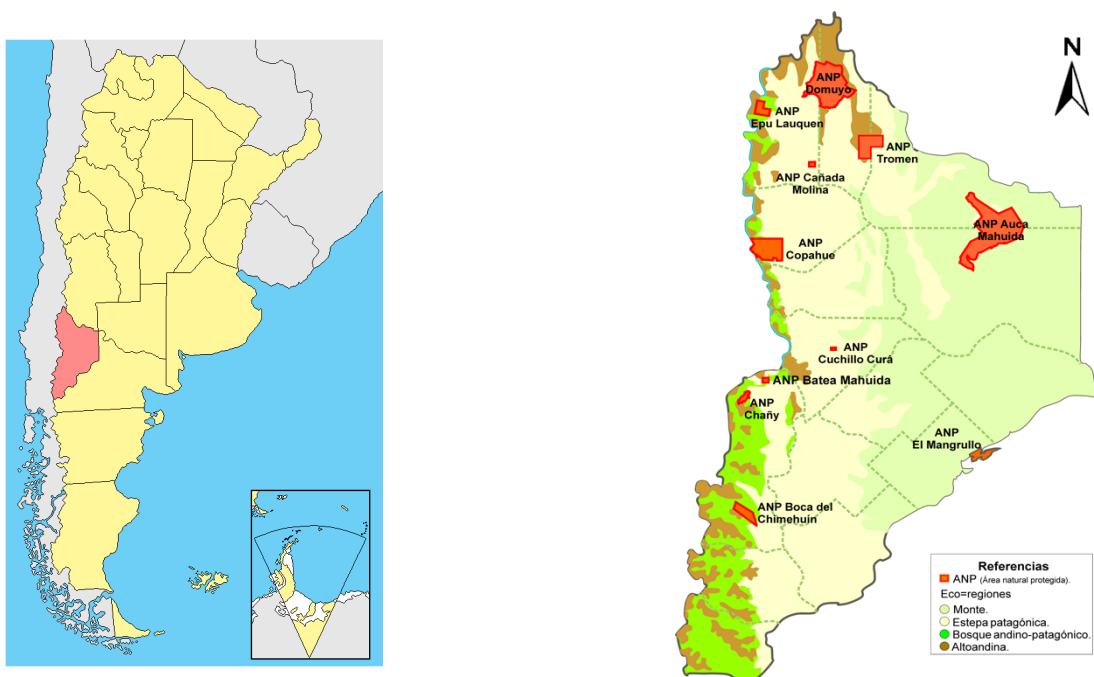 N
ANP
Domuyo
ANP
Epu Lauquen
ANP
Tromen
ANP Cañada
Molina
ANP Auca
Mahuida
ANP
Copahue
ANP
Cuchillo Curá
ANP Batea Mahuida
ANP
Chañy
ANP
El Mangrullo
ANP Boca del
Chimehuín
Referencias
ANP (Área natural protegida).
Eco=regiones
Monte.
Estepa patagónica.
Bosque andino-patagónico.
Altoandina.